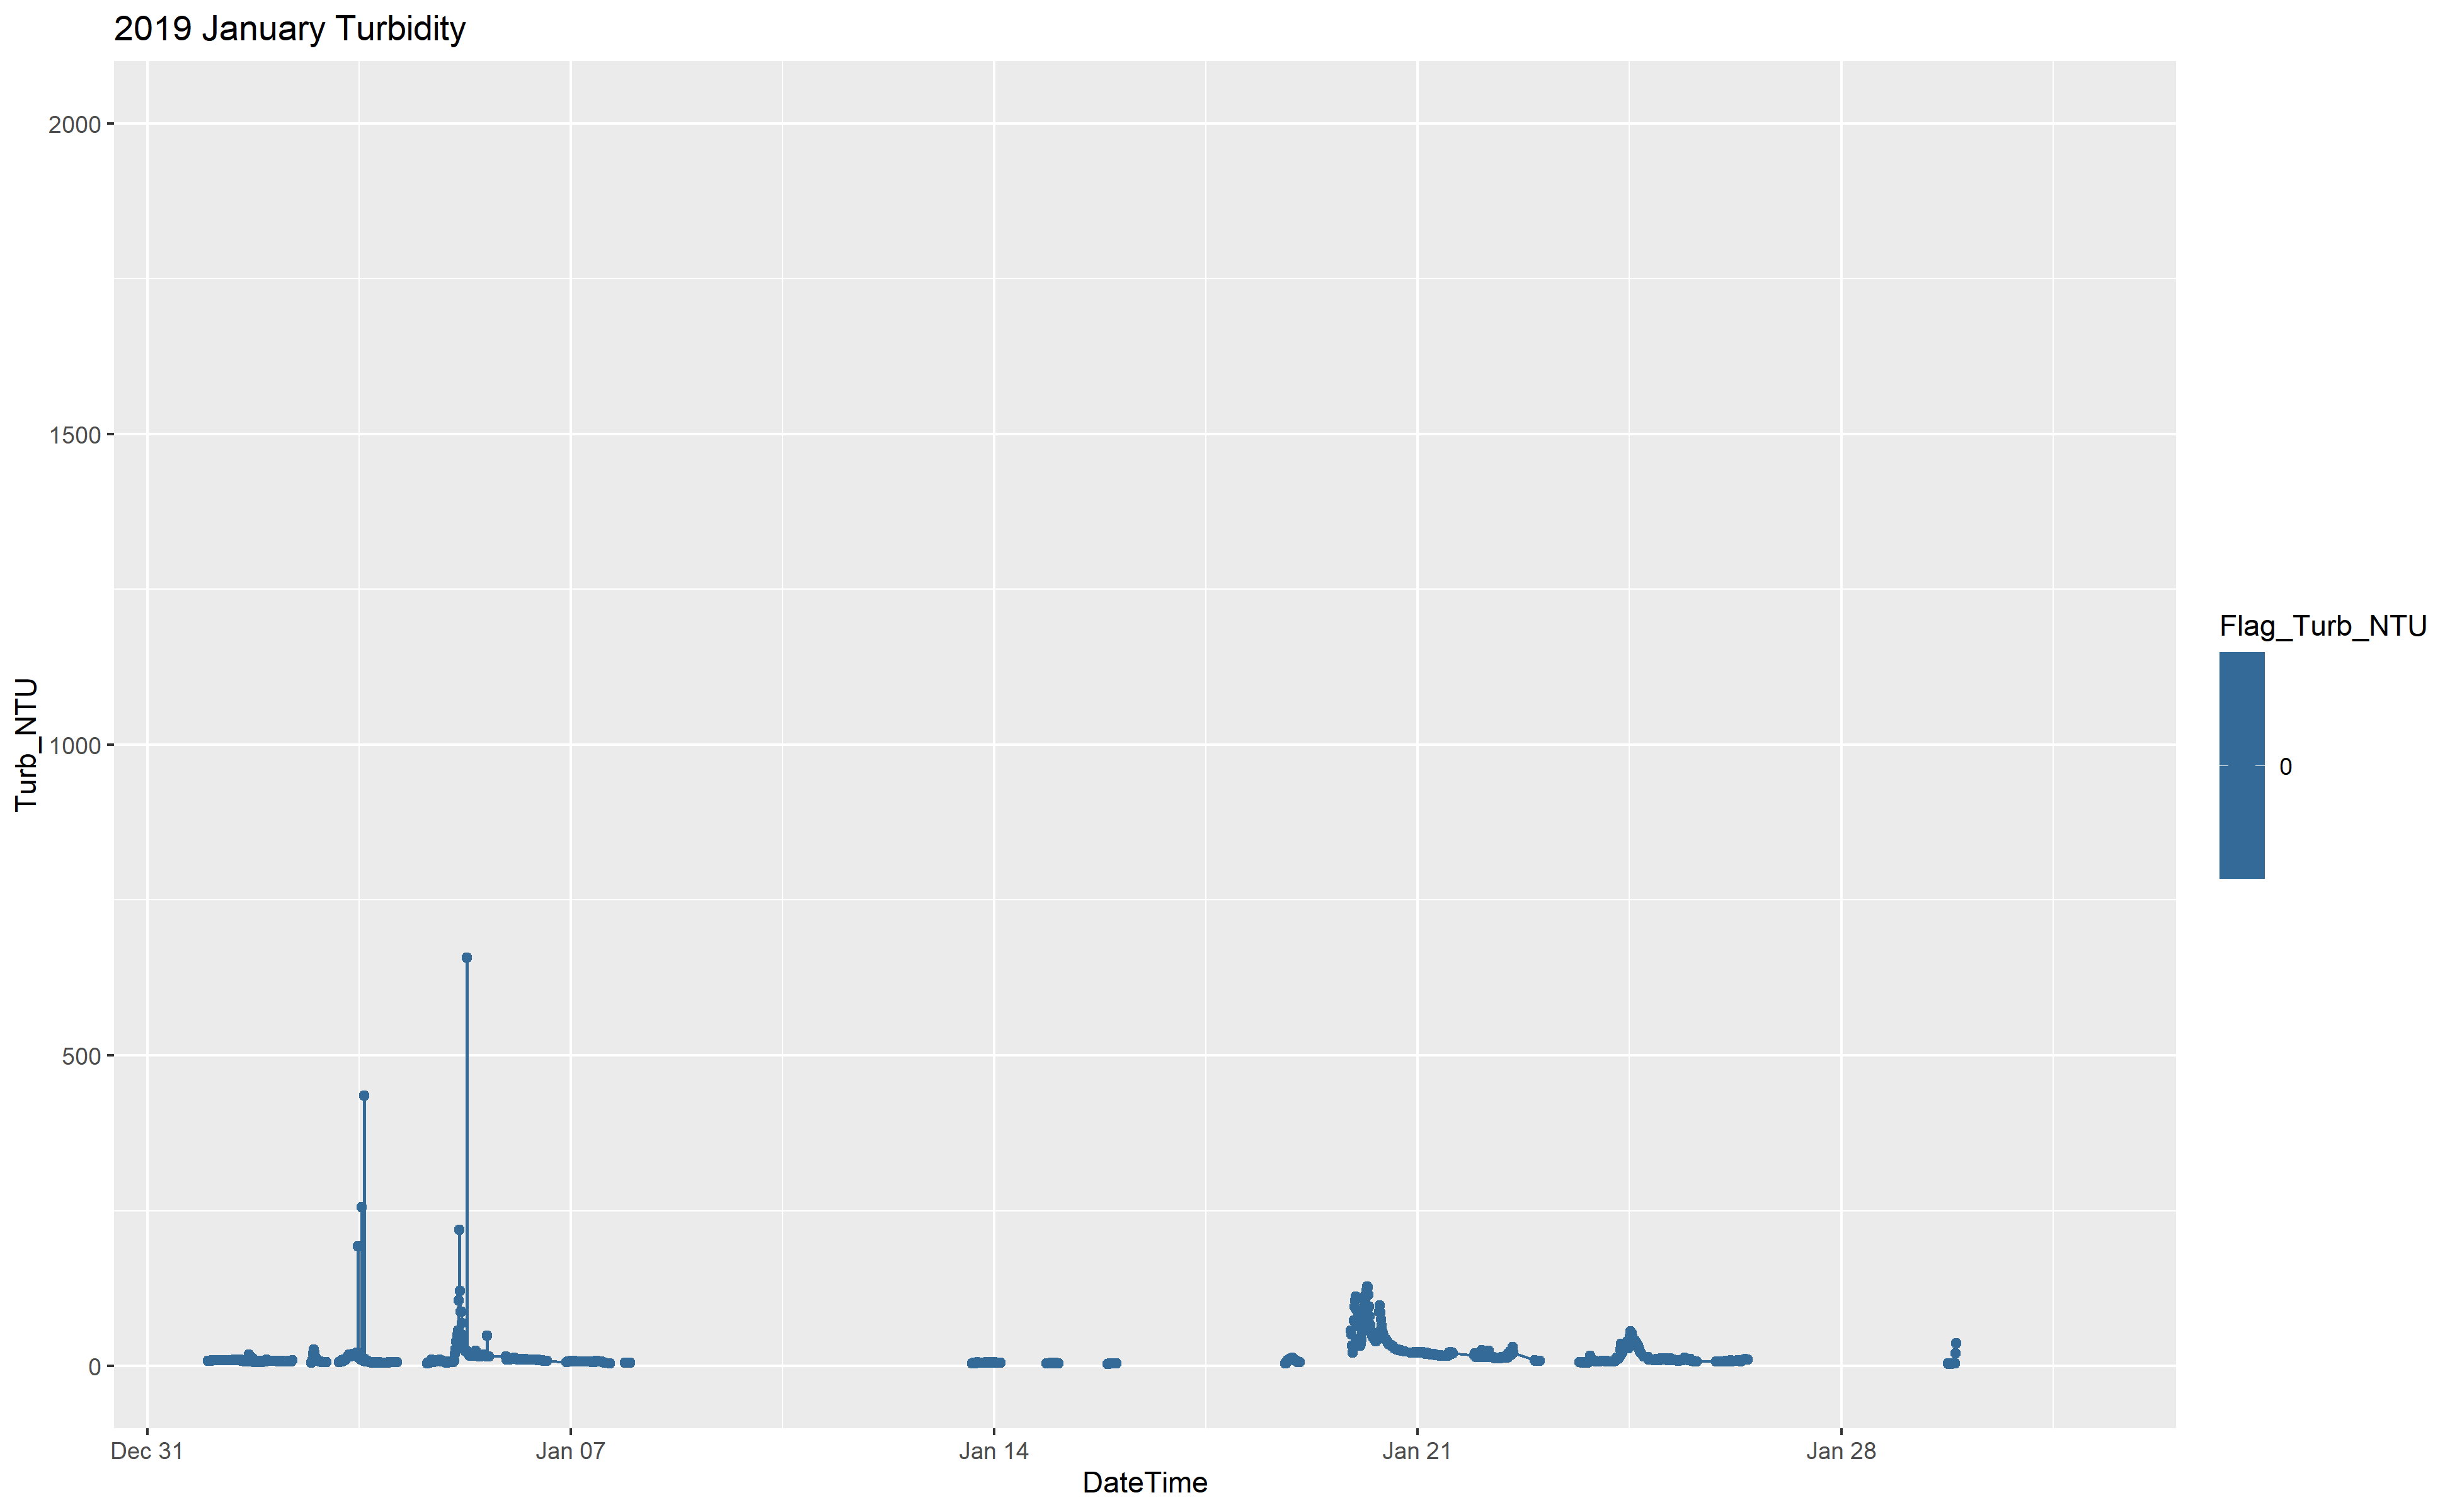 2019 January Turbidity
2000
1500
1000
500
0
Turb_NTU
Dec 31
Jan 07
Jan 14
Jan 21
Jan 28
DateTime
Flag_Turb_NTU
0